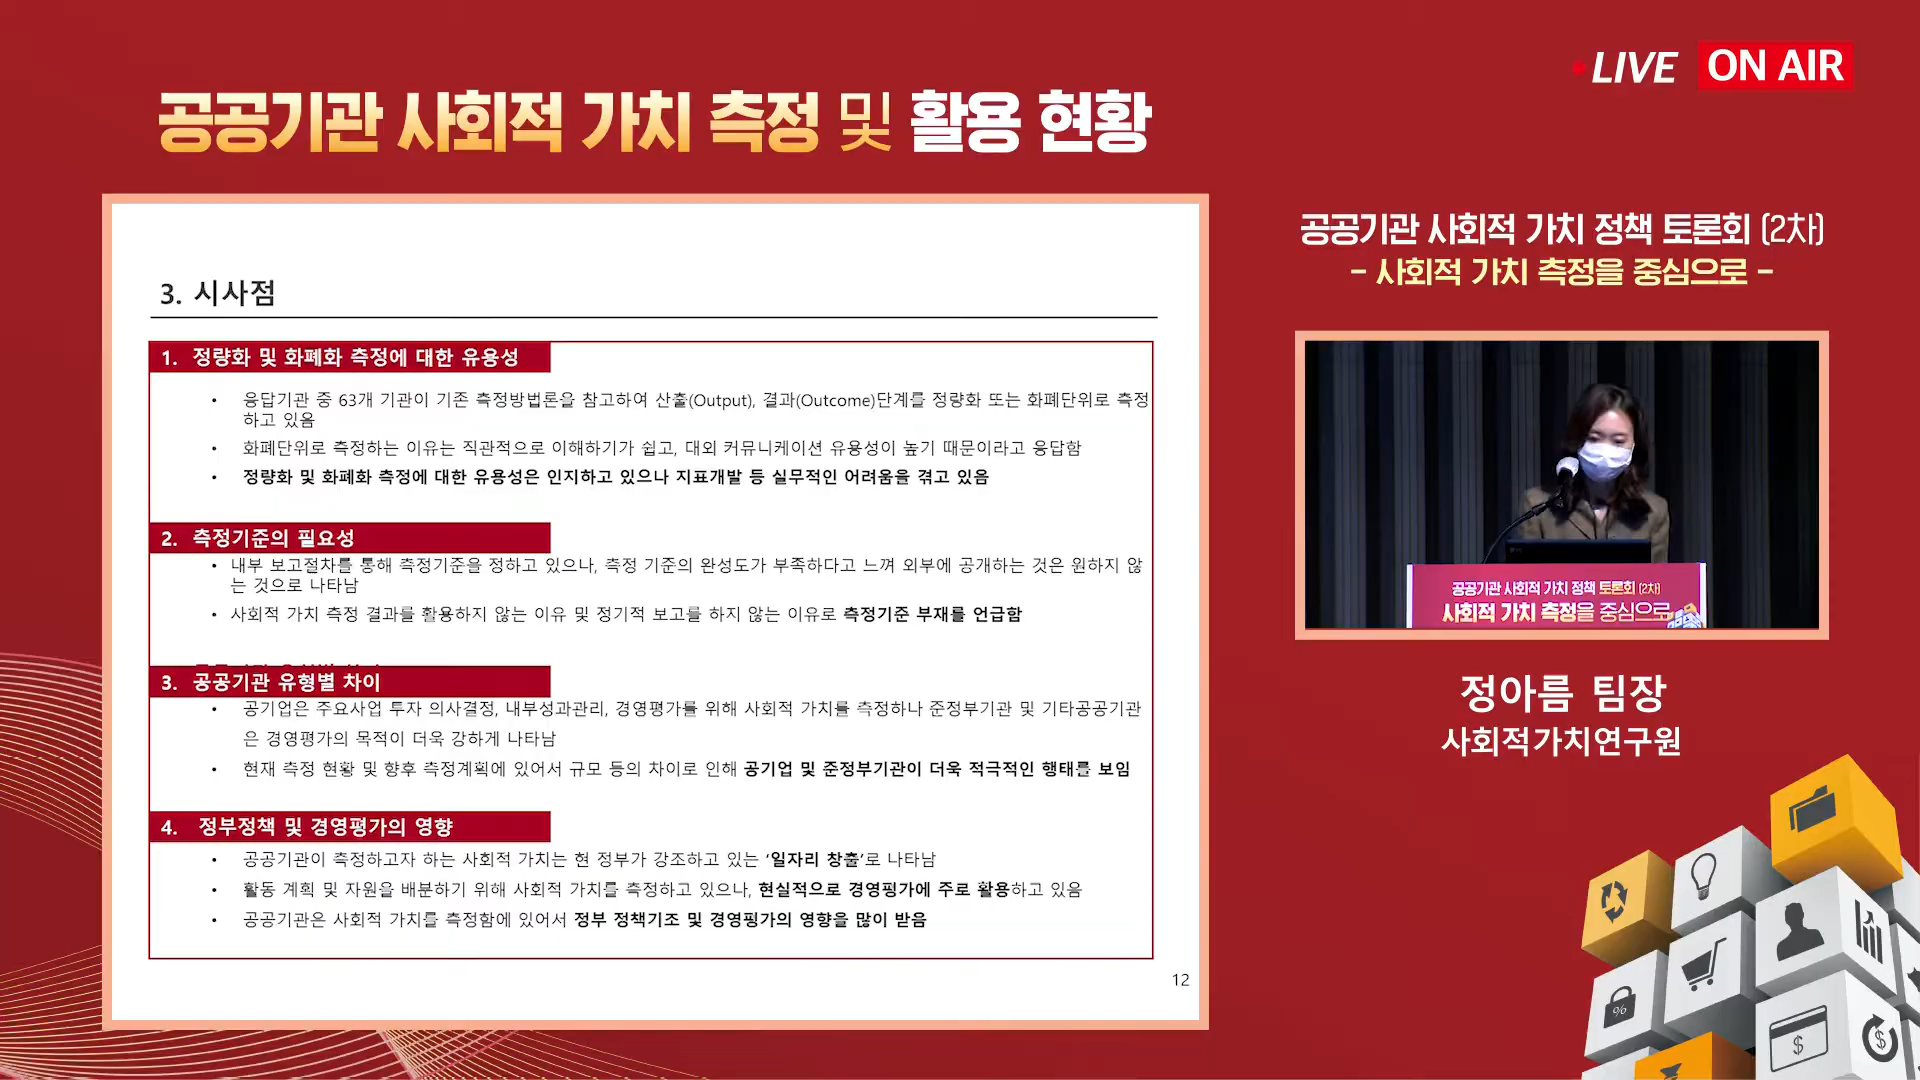 LIVE ON AIR
공공기관 사회적 가치 측정 및 활용 현황
3. 시사점
1. 정량화 및 화폐화 측정에 대한 유용성
• 응답기관 중 63개 기관이 기존 측정방법론을 참고하여 산출(Output), 결과(Outcome)단계를 정량화 또는 화폐단위로 측정
하고 있음
• 화폐단위로 측정하는 이유는 직관적으로 이해하기가 쉽고, 대외 커뮤니케이션 유용성이 높기 때문이라고 응답함
• 정량화 및 화폐화 측정에 대한 유용성은 인지하고 있으나 지표개발 등 실무적인 어려움을 겪고 있음
2. 측정기준의 필요성
• 내부 보고절차를 통해 측정기준을 정하고 있으나, 측정 기준의 완성도가 부족하다고 느껴 외부에 공개하는 것은 원하지 않
는 것으로 나타남
• 사회적 가치 측정 결과를 활용하지 않는 이유 및 정기적 보고를 하지 않는 이유로 측정기준 부재를 언급함
3. 공공기관 유형별 차이
• 공기업은 주요사업 투자 의사결정, 내부성과관리, 경영평가를 위해 사회적 가치를 측정하나 준정부기관 및 기타공공기관
은 경영평가의 목적이 더욱 강하게 나타남
• 현재 측정 현황 및 향후 측정계획에 있어서 규모 등의 차이로 인해 공기업 및 준정부기관이 더욱 적극적인 행태를 보임
4. 정부정책 및 경영평가의 영향
• 공공기관이 측정하고자 하는 사회적 가치는 현 정부가 강조하고 있는 ‘일자리 창출’로 나타남
• 활동 계획 및 자원을 배분하기 위해 사회적 가치를 측정하고 있으나, 현실적으로 경영평가에 주로 활용하고 있음
• 공공기관은 사회적 가치를 측정함에 있어서 정부 정책기조 및 경영평가의 영향을 많이 받음
12
공공기관 사회적 가치 정책 토론회 (2차)
- 사회적 가치 측정을 중심으로 -
공공기관 사회적 가치 정책 토론회 (2차)
사회적 가치 측정을 중심으로
정아름 팀장
사회적가치연구원
%
$
$